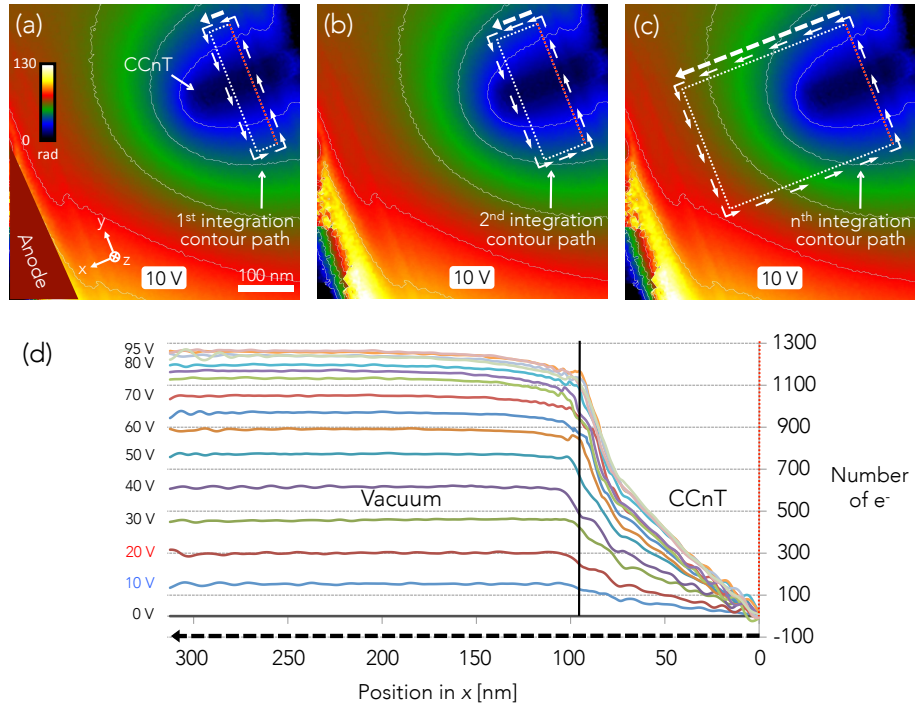 (a)
130
0
rad
CCnT
1st integration
contour path
y
x
z
Anode
10 V
100 nm
(b)
2nd integration
contour path
10 V
(c)
nth integration
contour path
10 V
(d)
95 V
80 V
70 V
60 V
50 V
40 V
30 V
20 V
10 V
0 V
Vacuum
CCnT
1300
1100
900
700
500
300
100
-100
Number
of e-
300
250
200
150
100
50
0
Position in x [nm]